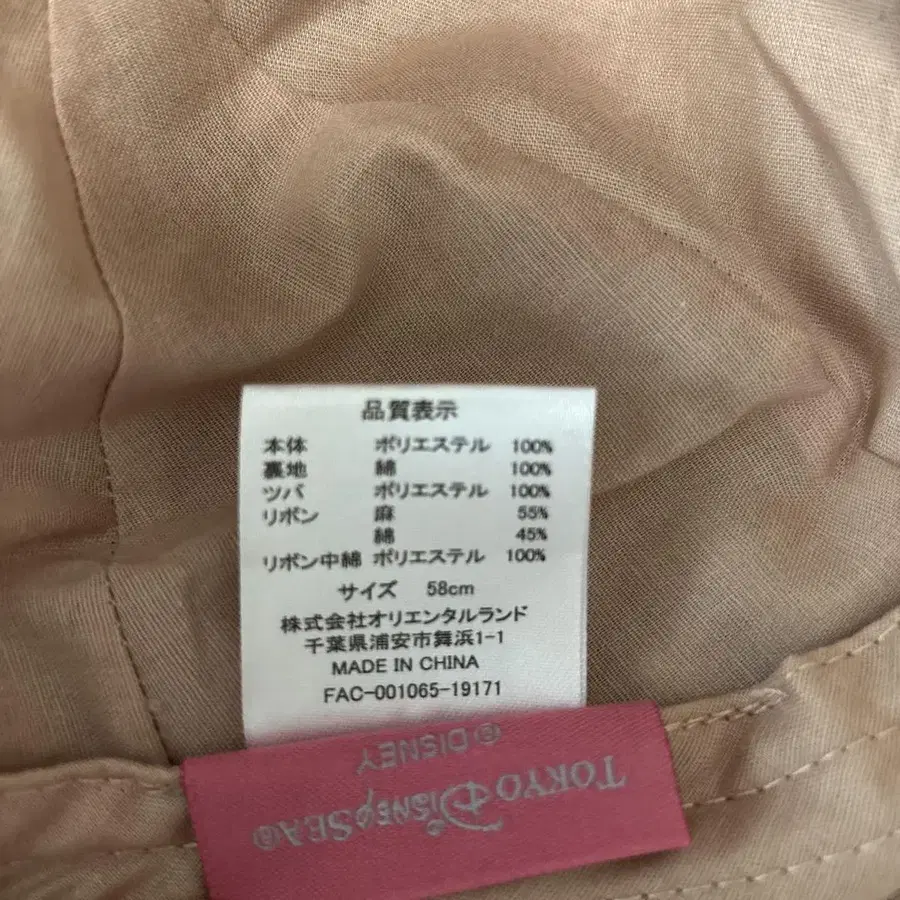 品質表示
本体 ポリエステル 100%
裏地 綿 100%
ツバ ポリエステル 100%
リボン 麻 55%
綿 45%
リボン中綿 ポリエステル 100%
サイズ 58cm
株式会社オリエンタルランド
千葉県浦安市舞浜1-1
MADE IN CHINA
FAC-001065-19171
TOKYO DISNEYSEA®
© DISNEY